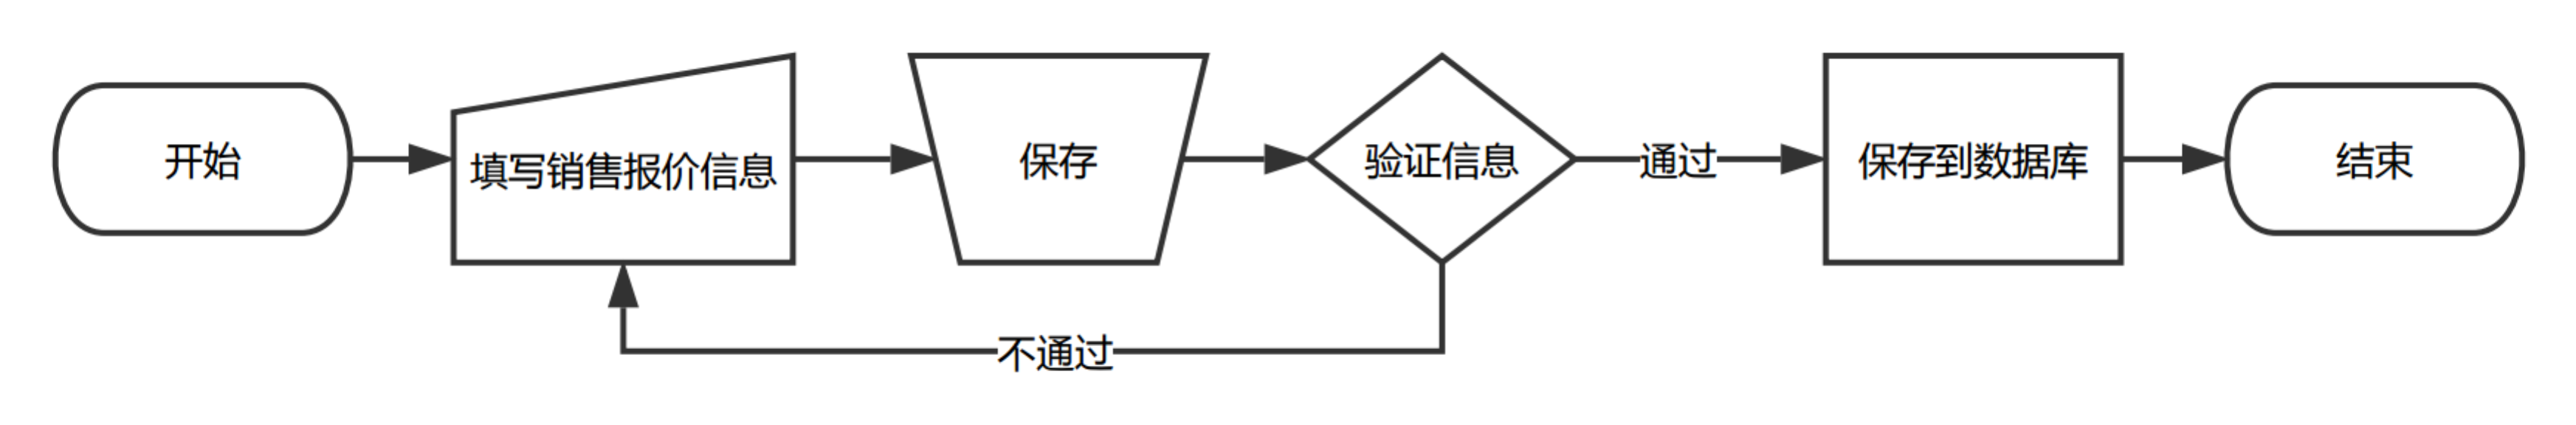 开始
填写销售报价信息
保存
验证信息
通过
保存到数据库
结束
不通过